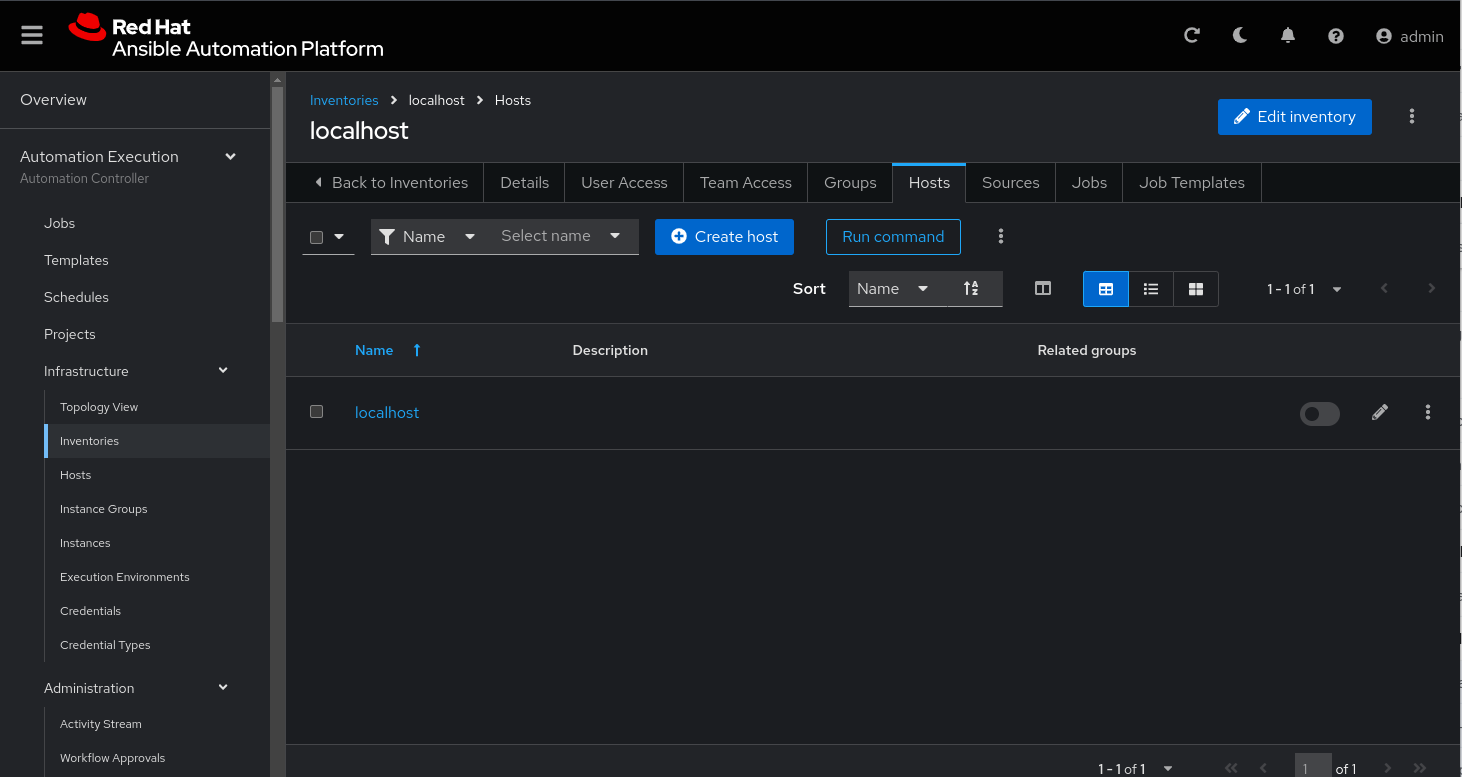 Red Hat
Ansible Automation Platform
admin
Overview
Automation Execution
Automation Controller
Jobs
Templates
Schedules
Projects
Infrastructure
Topology View
Inventories
Hosts
Instance Groups
Instances
Execution Environments
Credentials
Credential Types
Administration
Activity Stream
Workflow Approvals
Inventories > localhost > Hosts
localhost
Edit inventory
Back to Inventories Details User Access Team Access Groups Hosts Sources Jobs Job Templates
Name Select name Create host Run command
Sort Name 1 - 1 of 1
Name Description Related groups
localhost
1 - 1 of 1 1 of 1